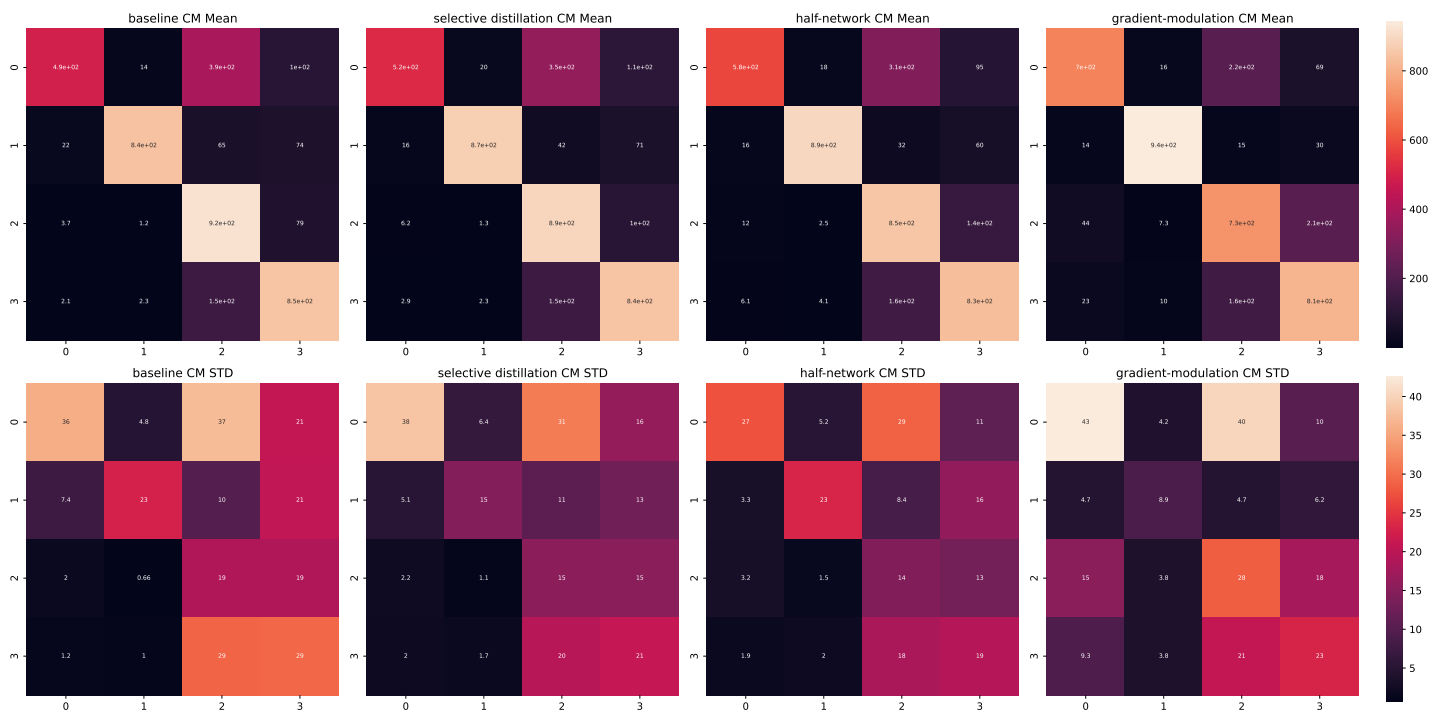 baseline CM Mean
selective distillation CM Mean
half-network CM Mean
gradient-modulation CM Mean
0 4.9e+02 14 3.9e+02 1e+02
1 22 8.4e+02 65 74
2 3.7 1.2 9.2e+02 79
3 2.1 2.3 1.5e+02 8.5e+02
0 1 2 3
5.2e+02 20 3.5e+02 1.1e+02
16 8.7e+02 42 71
6.2 1.3 8.9e+02 1e+02
2.9 2.3 1.5e+02 8.4e+02
0 1 2 3
5.8e+02 18 3.1e+02 95
16 8.9e+02 32 60
12 2.5 8.5e+02 1.4e+02
6.1 4.1 1.6e+02 8.3e+02
0 1 2 3
7e+02 16 2.2e+02 69
14 9.4e+02 15 30
44 7.3 7.3e+02 2.1e+02
23 10 1.6e+02 8.1e+02
0 1 2 3
800
600
400
200
baseline CM STD
selective distillation CM STD
half-network CM STD
gradient-modulation CM STD
0 36 4.8 37 21
1 7.4 23 10 21
2 2 0.66 19 19
3 1.2 1 29 29
0 1 2 3
38 6.4 31 16
5.1 15 11 13
2.2 1.1 15 15
2 1.7 20 21
0 1 2 3
27 5.2 29 11
3.3 23 8.4 16
3.2 1.5 14 13
1.9 2 18 19
0 1 2 3
43 4.2 40 10
4.7 8.9 4.7 6.2
15 3.8 28 18
9.3 3.8 21 23
0 1 2 3
40
35
30
25
20
15
10
5